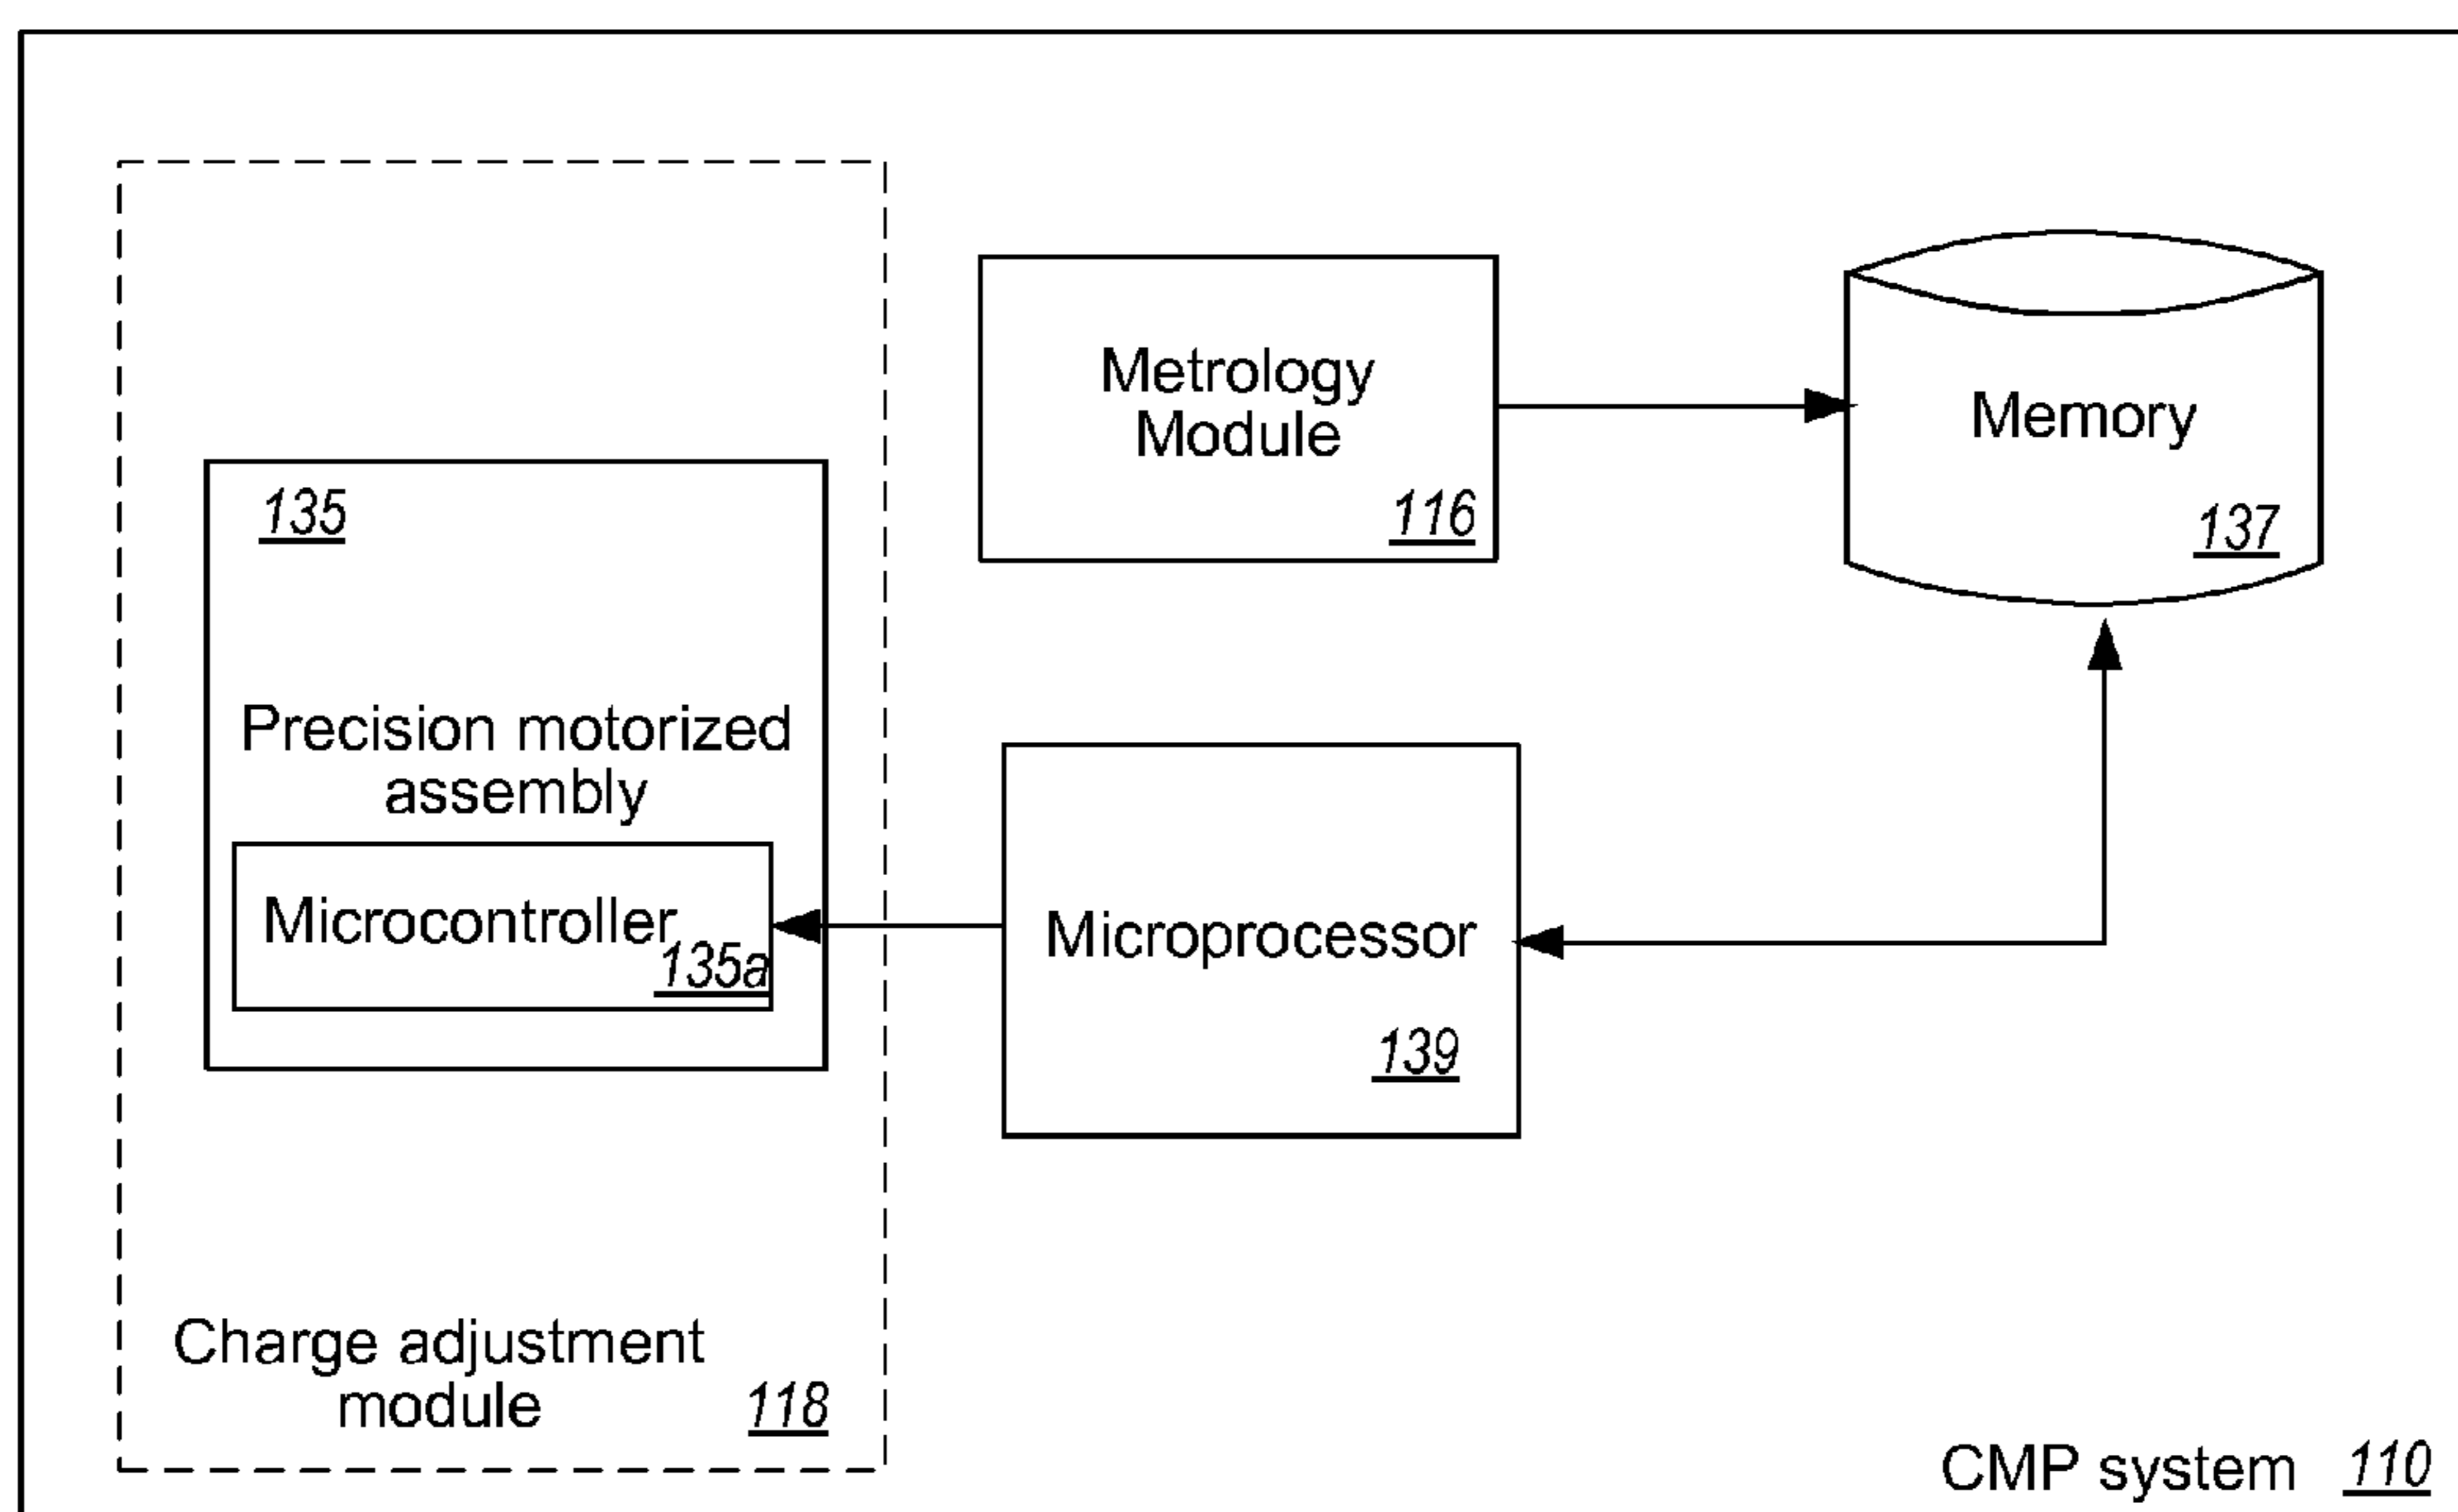 135
Precision motorized
assembly
Microcontroller
135a
Charge adjustment
module
118
Metrology
Module
116
Microprocessor
139
Memory
137
CMP system 110